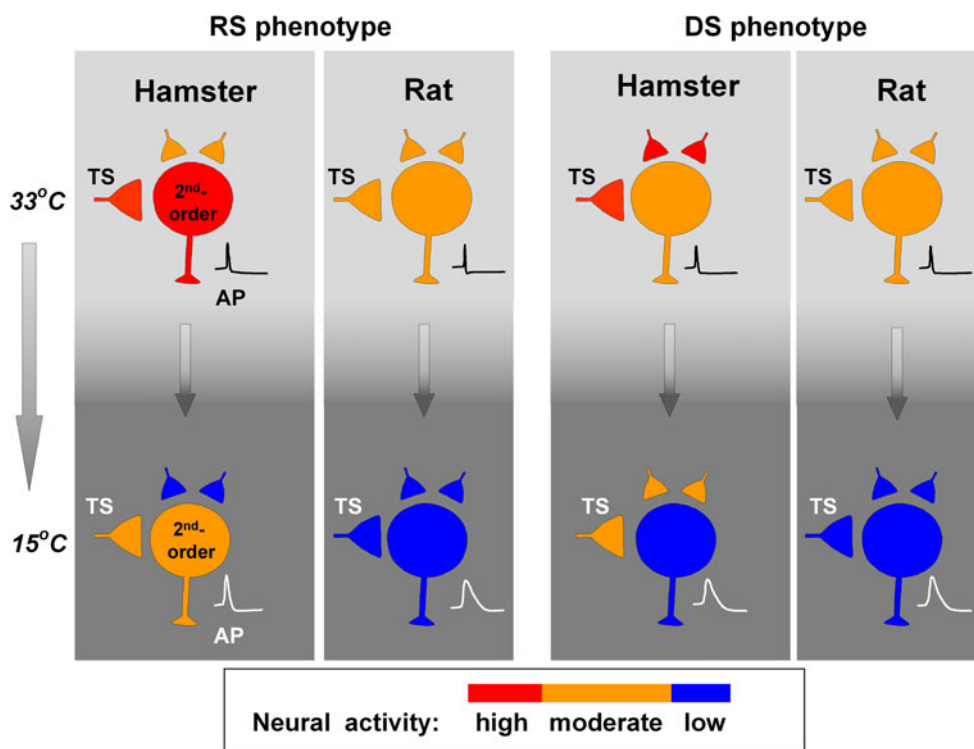 RS phenotype
DS phenotype
Hamster
Rat
Hamster
Rat
33°C
TS
2nd-
order
AP
TS
TS
TS
15°C
TS
2nd-
order
AP
TS
TS
TS
Neural activity: high moderate low